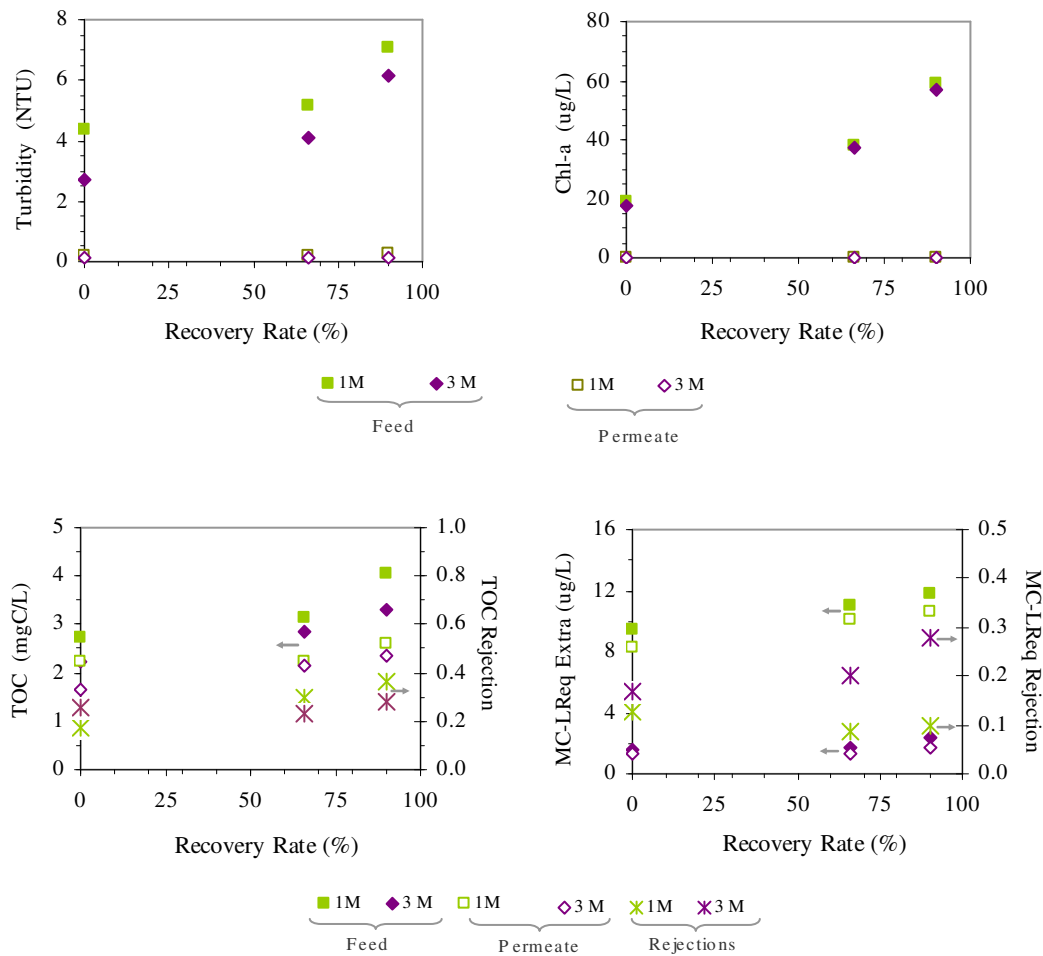 Turbidity (NTU)
8
6
4
2
0
0 25 50 75 100
Recovery Rate (%)
Chl-a (ug/L)
80
60
40
20
0
0 25 50 75 100
Recovery Rate (%)
1M 3 M 1M 3 M
Feed Permeate
TOC (mgC/L)
5
4
3
2
1
0
0 25 50 75 100
Recovery Rate (%)
1.0
0.8
0.6
0.4
0.2
0.0
TOC Rejection
MC-LReq Extra (ug/L)
16
12
8
4
0
0 25 50 75 100
Recovery Rate (%)
0.5
0.4
0.3
0.2
0.1
0.0
MC-LReq Rejection
1M 3 M 1M 3 M 1M 3 M
Feed Permeate Rejections